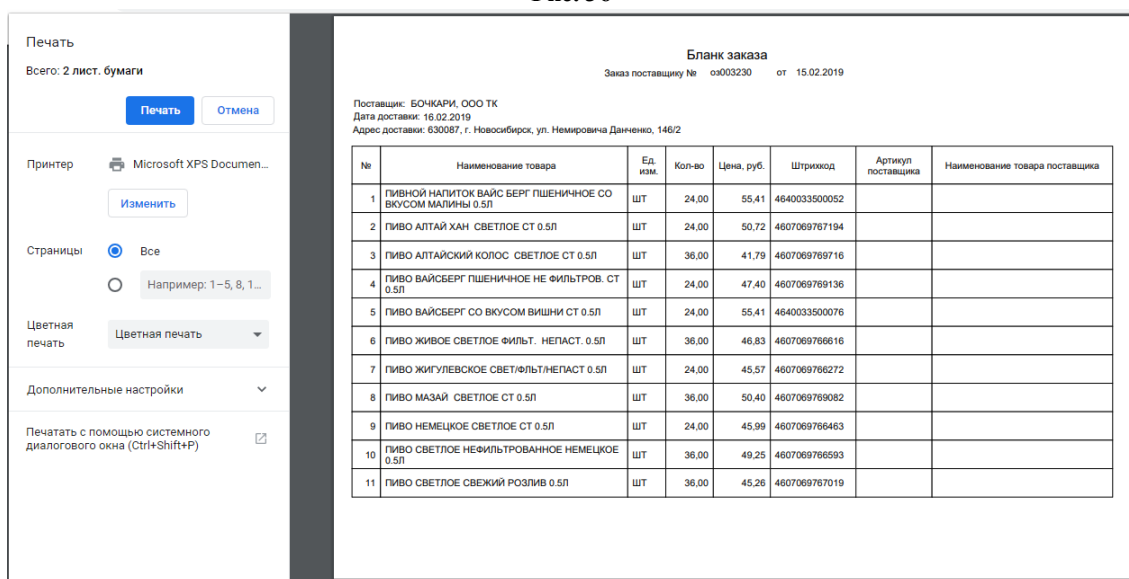 Печать
Всего: 2 лист. бумаги
Печать Отмена
Принтер Microsoft XPS Documen...
Изменить
Страницы Все
Например: 1–5, 8, 1...
Цветная печать Цветная печать
Дополнительные настройки
Печатать с помощью системного
диалогового окна (Ctrl+Shift+P)
Бланк заказа
Заказ поставщику № оз003230 от 15.02.2019
Поставщик: БОЧКАРИ, ООО ТК
Дата доставки: 16.02.2019
Адрес доставки: 630087, г. Новосибирск, ул. Немировича Данченко, 146/2
№ Наименование товара Ед. изм. Кол-во Цена, руб. Штрихкод Артикул поставщика Наименование товара поставщика
1 ПИВНОЙ НАПИТОК ВАЙС БЕРГ ПШЕНИЧНОЕ СО ВКУСОМ МАЛИНЫ 0.5Л ШТ 24,00 55,41 4640033500052
2 ПИВО АЛТАЙ ХАН СВЕТЛОЕ СТ 0.5Л ШТ 24,00 50,72 4607069767194
3 ПИВО АЛТАЙСКИЙ КОЛОС СВЕТЛОЕ СТ 0.5Л ШТ 36,00 41,79 4607069769716
4 ПИВО ВАЙСБЕРГ ПШЕНИЧНОЕ НЕ ФИЛЬТРОВ. СТ 0.5Л ШТ 24,00 47,40 4607069769136
5 ПИВО ВАЙСБЕРГ СО ВКУСОМ ВИШНИ СТ 0.5Л ШТ 24,00 55,41 4640033500076
6 ПИВО ЖИВОЕ СВЕТЛОЕ ФИЛЬТ. НЕПАСТ. 0.5Л ШТ 36,00 46,83 4607069766616
7 ПИВО ЖИГУЛЕВСКОЕ СВЕТ/ФЛЬТ/НЕПАСТ 0.5Л ШТ 24,00 45,57 4607069766272
8 ПИВО МАЗАЙ СВЕТЛОЕ СТ 0.5Л ШТ 36,00 50,40 4607069769082
9 ПИВО НЕМЕЦКОЕ СВЕТЛОЕ СТ 0.5Л ШТ 24,00 45,99 4607069766463
10 ПИВО СВЕТЛОЕ НЕФИЛЬТРОВАННОЕ НЕМЕЦКОЕ 0.5Л ШТ 36,00 49,25 4607069766593
11 ПИВО СВЕТЛОЕ СВЕЖИЙ РОЗЛИВ 0.5Л ШТ 36,00 45,26 4607069767019